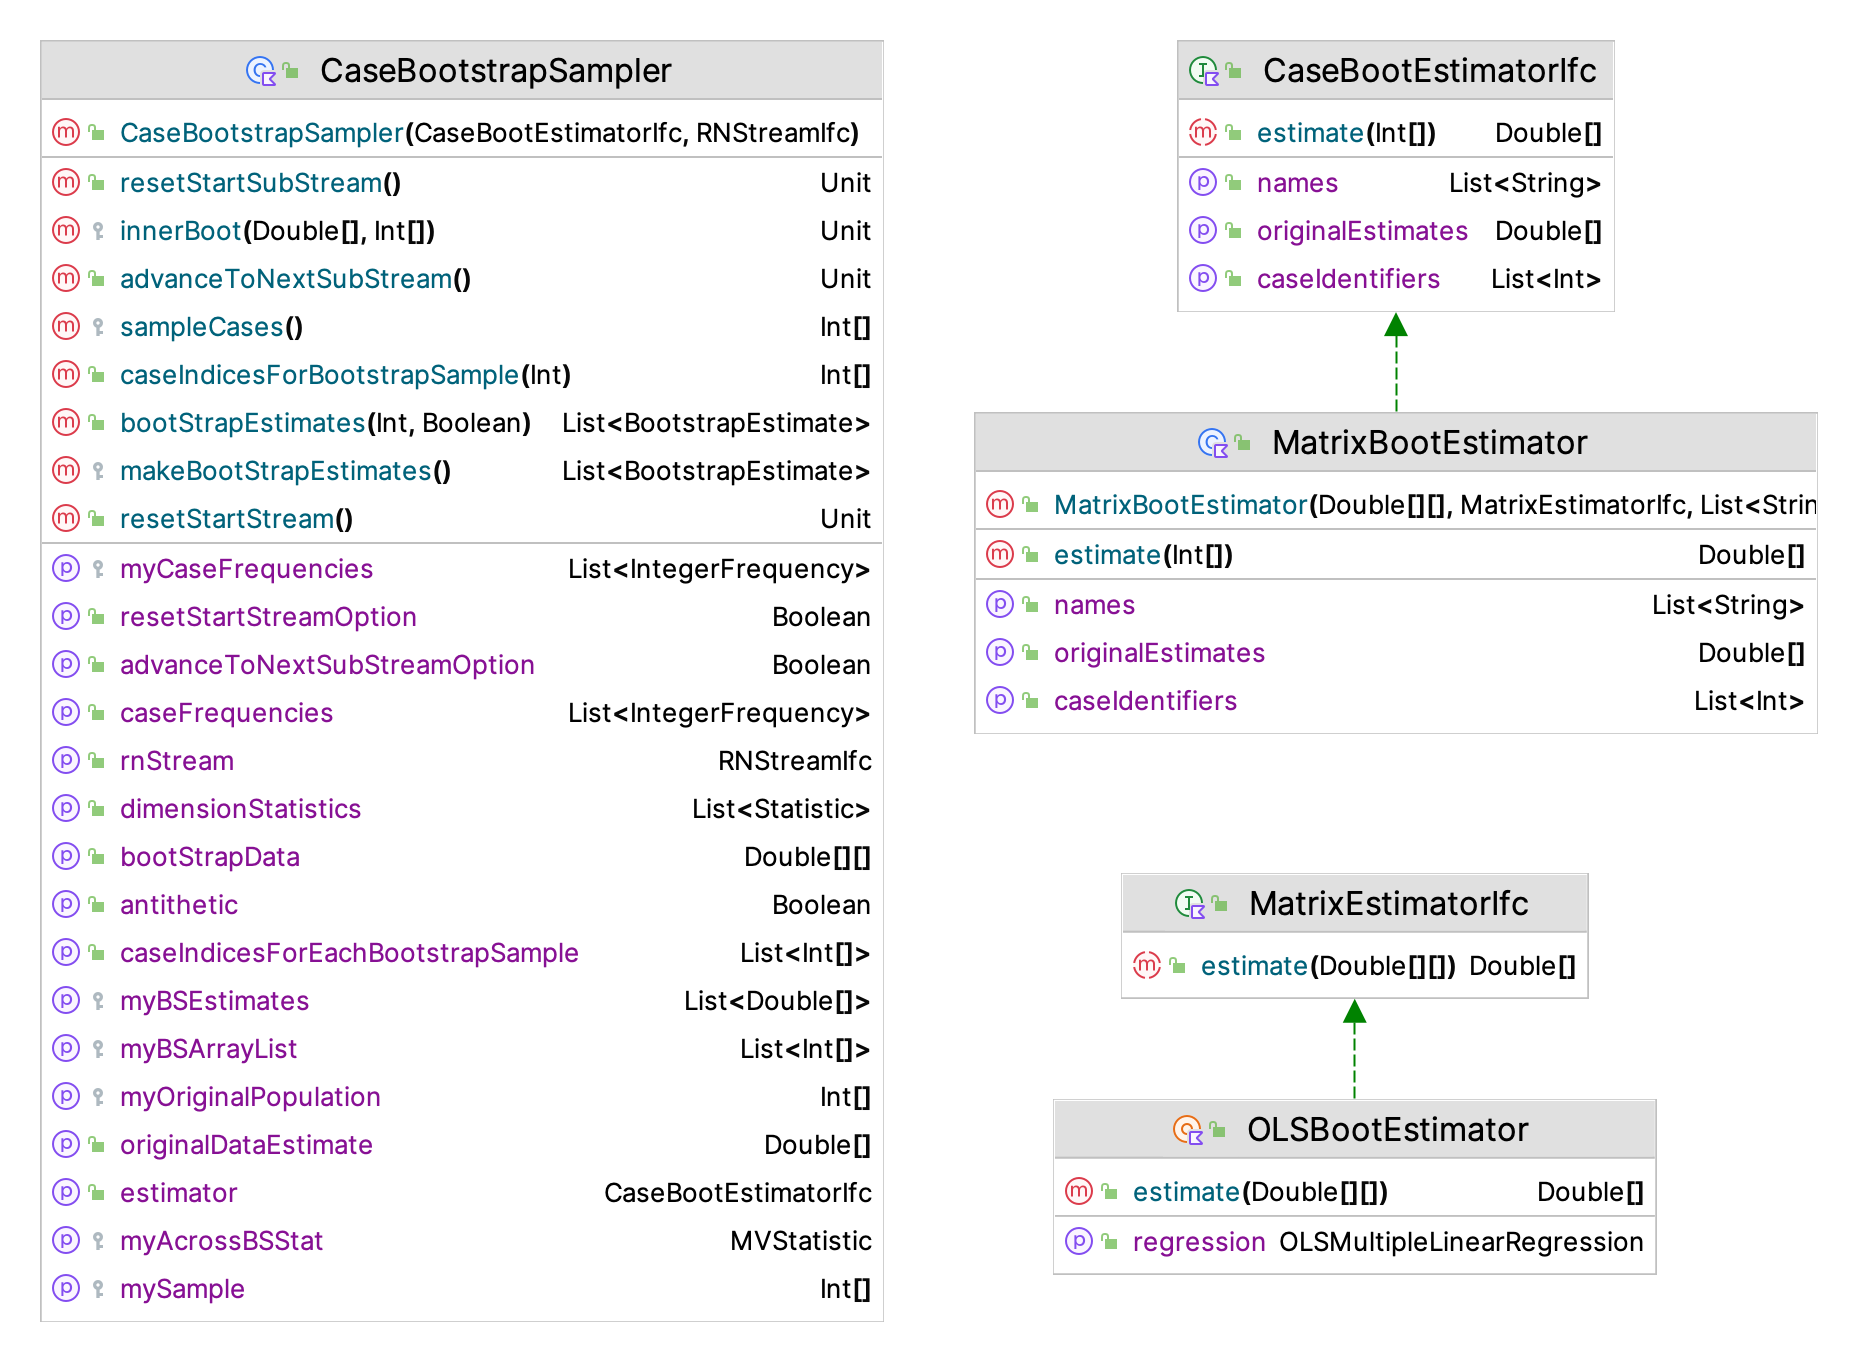 CaseBootstrapSampler
CaseBootstrapSampler(CaseBootEstimatorIfc, RNStreamIfc)
resetStartSubStream() Unit
innerBoot(Double[], Int[]) Unit
advanceToNextSubStream() Unit
sampleCases() Int[]
caseIndicesForBootstrapSample(Int) Int[]
bootStrapEstimates(Int, Boolean) List<BootstrapEstimate>
makeBootStrapEstimates() List<BootstrapEstimate>
resetStartStream() Unit
myCaseFrequencies List<IntegerFrequency>
resetStartStreamOption Boolean
advanceToNextSubStreamOption Boolean
caseFrequencies List<IntegerFrequency>
rnStream RNStreamIfc
dimensionStatistics List<Statistic>
bootStrapData Double[][]
antithetic Boolean
caseIndicesForEachBootstrapSample List<Int[]>
myBSEstimates List<Double[]>
myBSArrayList List<Int[]>
myOriginalPopulation Int[]
originalDataEstimate Double[]
estimator CaseBootEstimatorIfc
myAcrossBSStat MVStatistic
mySample Int[]
CaseBootEstimatorIfc
estimate(Int[]) Double[]
names List<String>
originalEstimates Double[]
caseIdentifiers List<Int>
MatrixBootEstimator
MatrixBootEstimator(Double[][], MatrixEstimatorIfc, List<Strin
estimate(Int[]) Double[]
names List<String>
originalEstimates Double[]
caseIdentifiers List<Int>
MatrixEstimatorIfc
estimate(Double[][]) Double[]
OLSBootEstimator
estimate(Double[][]) Double[]
regression OLSMultipleLinearRegression